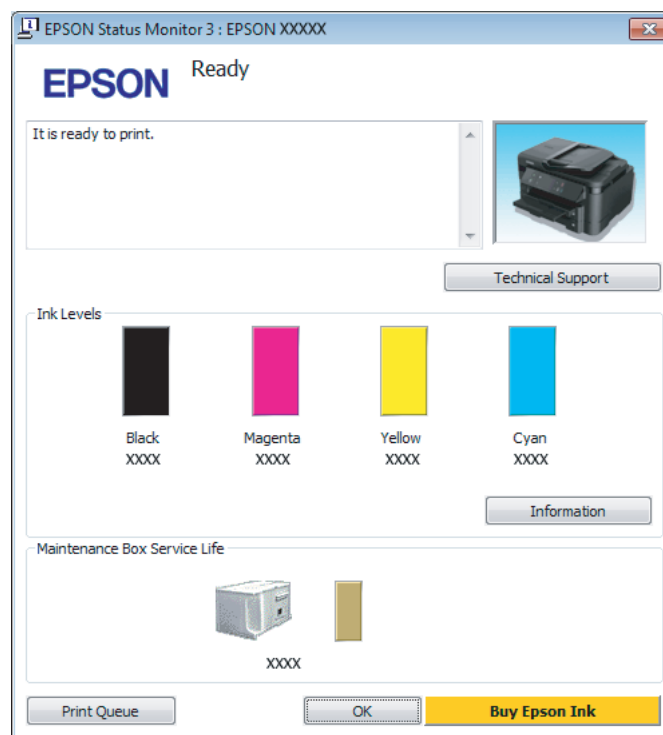 EPSON Status Monitor 3 : EPSON XXXXX
EPSON
Ready
It is ready to print.
Technical Support
Ink Levels
Black Magenta Yellow Cyan
XXXX XXXX XXXX XXXX
Information
Maintenance Box Service Life
XXXX
Print Queue OK Buy Epson Ink